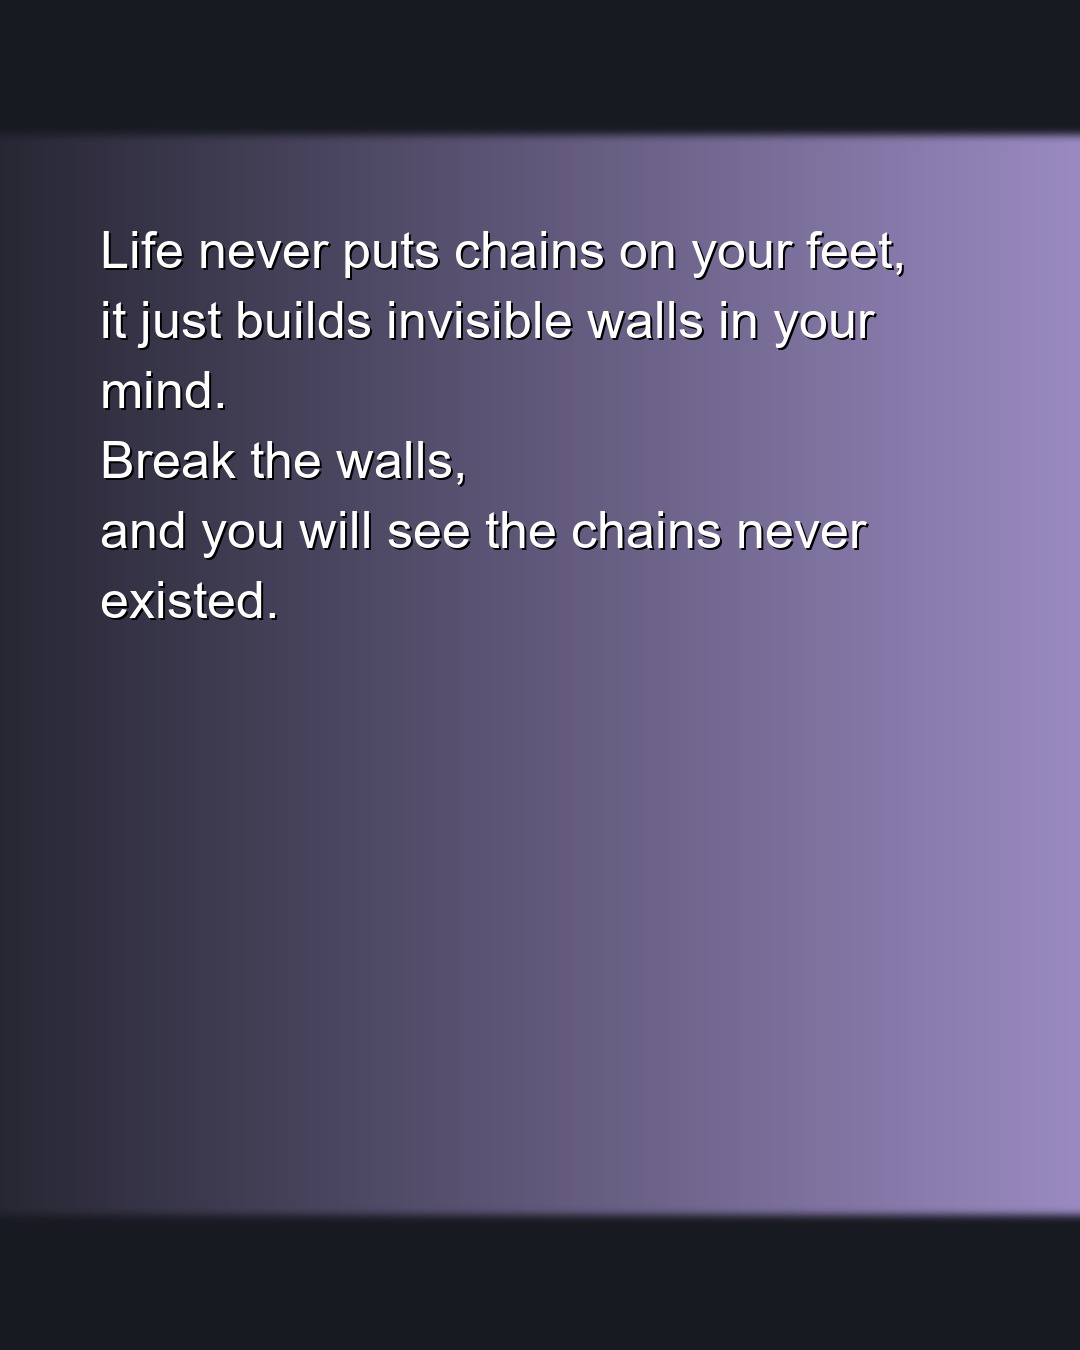 Life never puts chains on your feet,
it just builds invisible walls in your
mind.
Break the walls,
and you will see the chains never
existed.